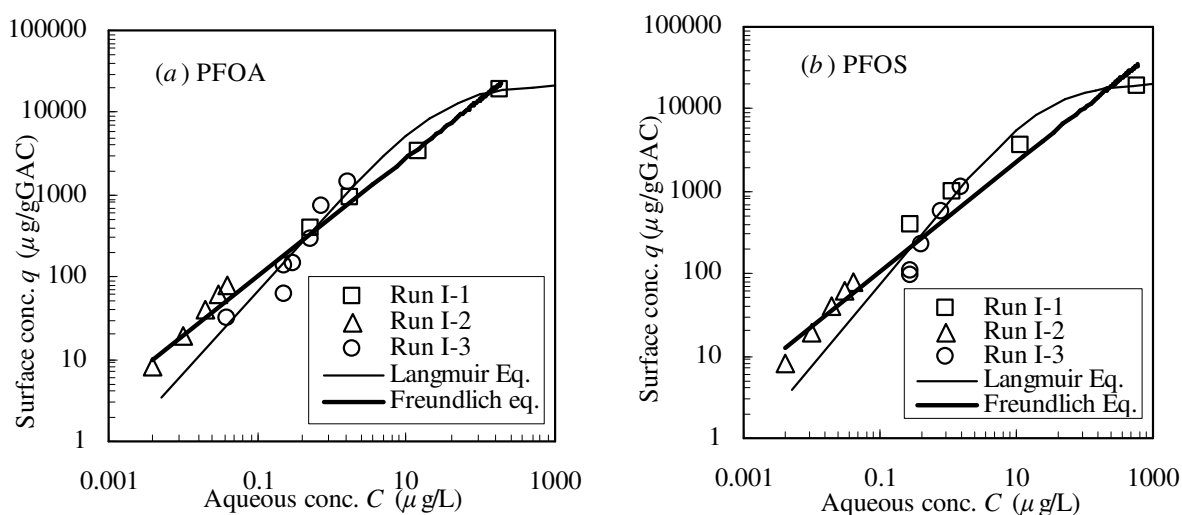 (a) PFOA
Surface conc. q (μg/gGAC)
100000
10000
1000
100
10
1
0.001
0.1
10
1000
Aqueous conc. C (μg/L)
Run I-1
Run I-2
Run I-3
Langmuir Eq.
Freundlich eq.
(b) PFOS
Surface conc. q (μg/gGAC)
100000
10000
1000
100
10
1
0.001
0.1
10
1000
Aqueous conc. C (μg/L)
Run I-1
Run I-2
Run I-3
Langmuir Eq.
Freundlich Eq.